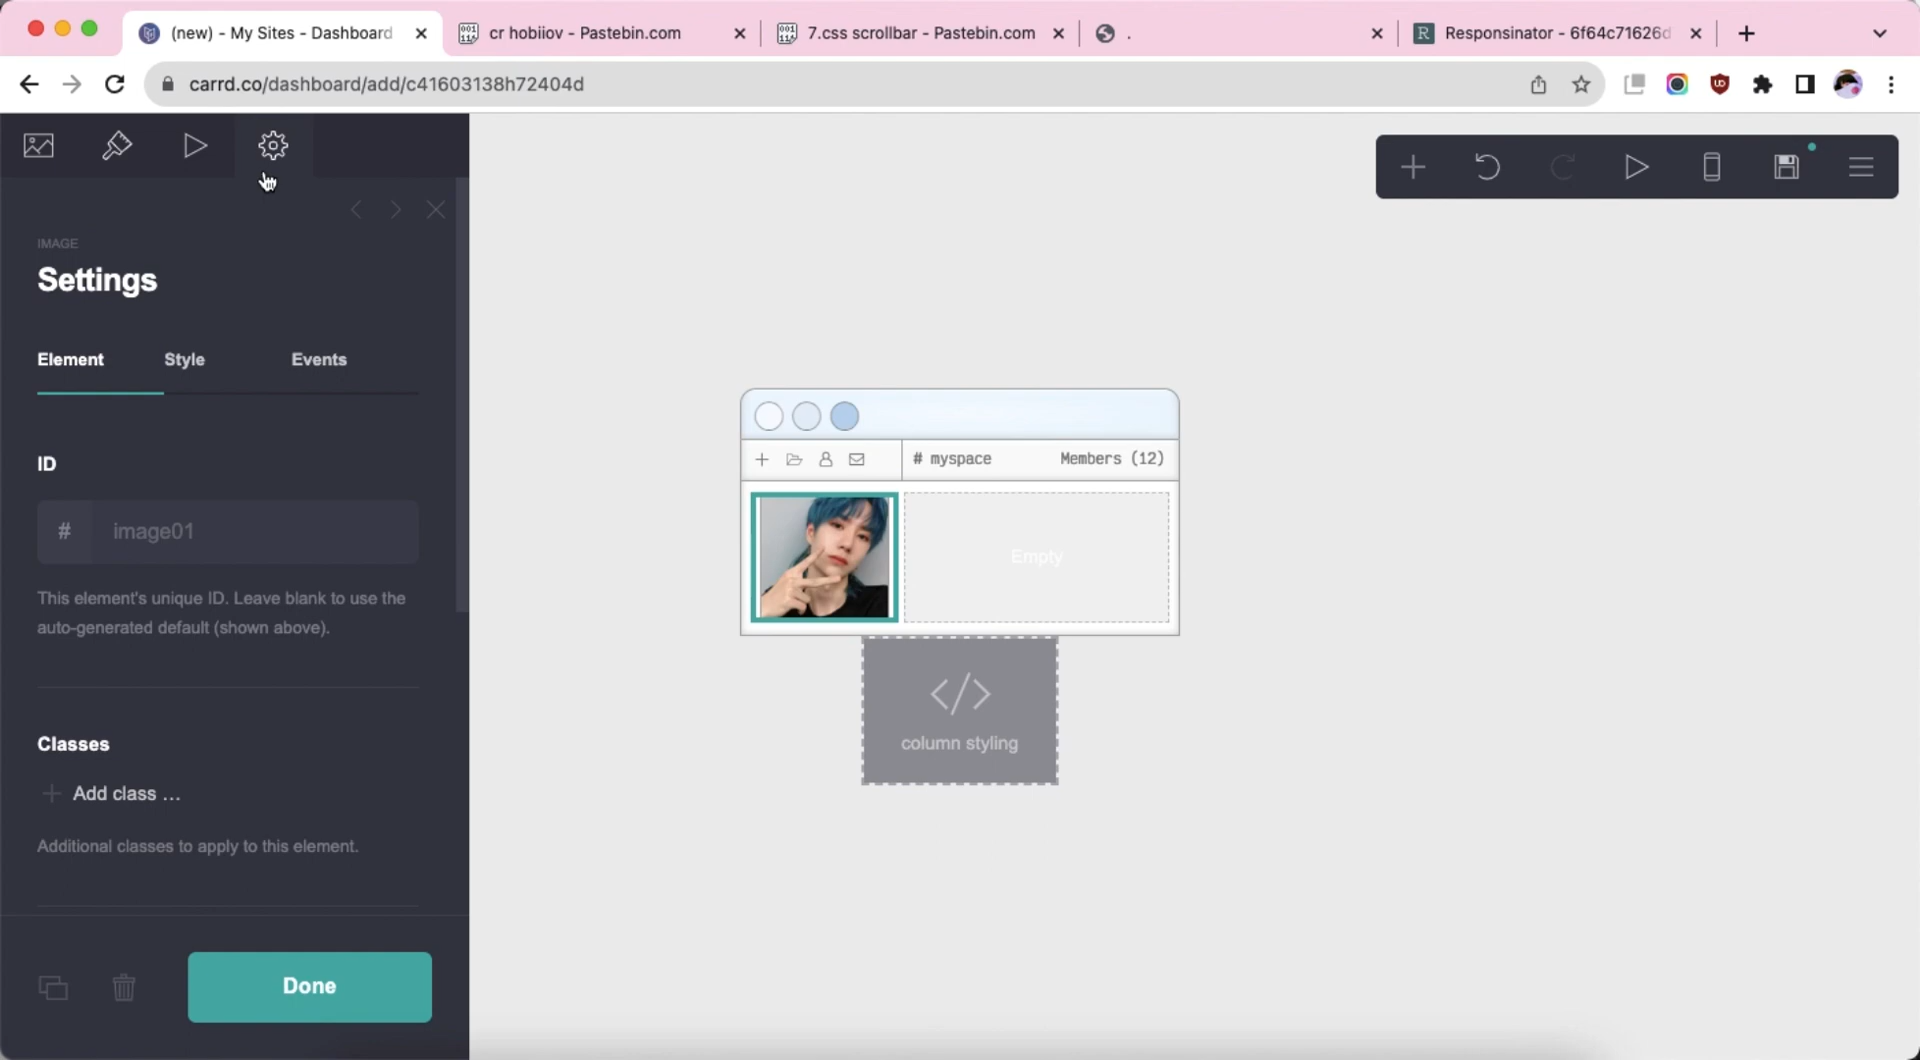 (new) - My Sites - Dashboard
cr hobiiov - Pastebin.com
7.css scrollbar - Pastebin.com
.
Responsinator - 6f64c71626d
carrd.co/dashboard/add/c41603138h72404d
IMAGE
Settings
Element Style Events
ID
# image01
This element's unique ID. Leave blank to use the
auto-generated default (shown above).
Classes
+ Add class ...
Additional classes to apply to this element.
Done
# myspace Members (12)
Empty
</>
column styling